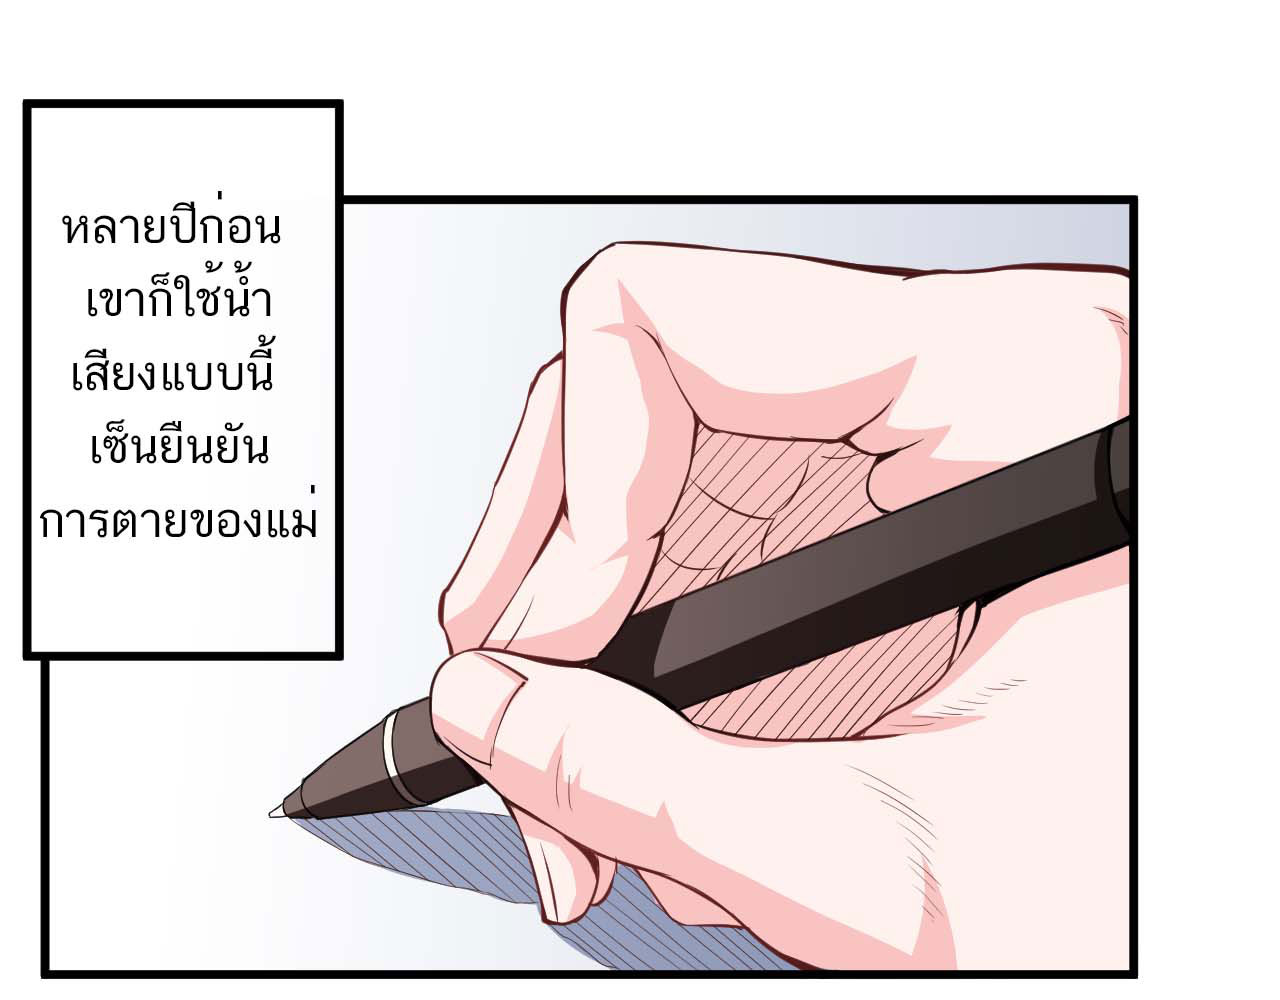 หลายปีก่อน
เขาก็ใช้น้ำ
เสียงแบบนี้
เซ็นยืนยัน
การตายของแม่